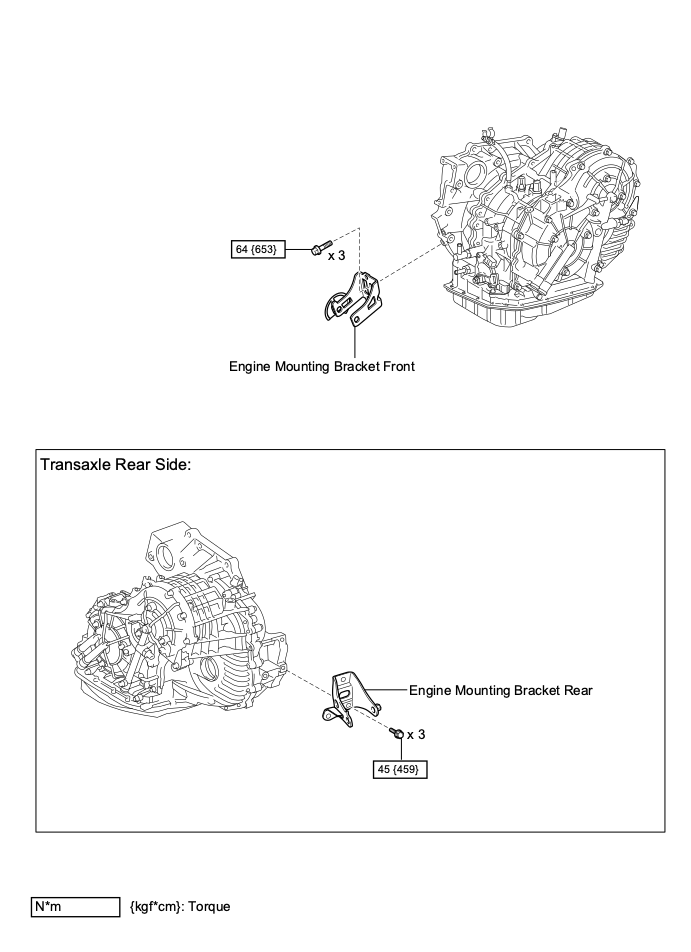 64 {653}
x 3
Engine Mounting Bracket Front
Transaxle Rear Side:
Engine Mounting Bracket Rear
x 3
45 {459}
N*m {kgf*cm}: Torque